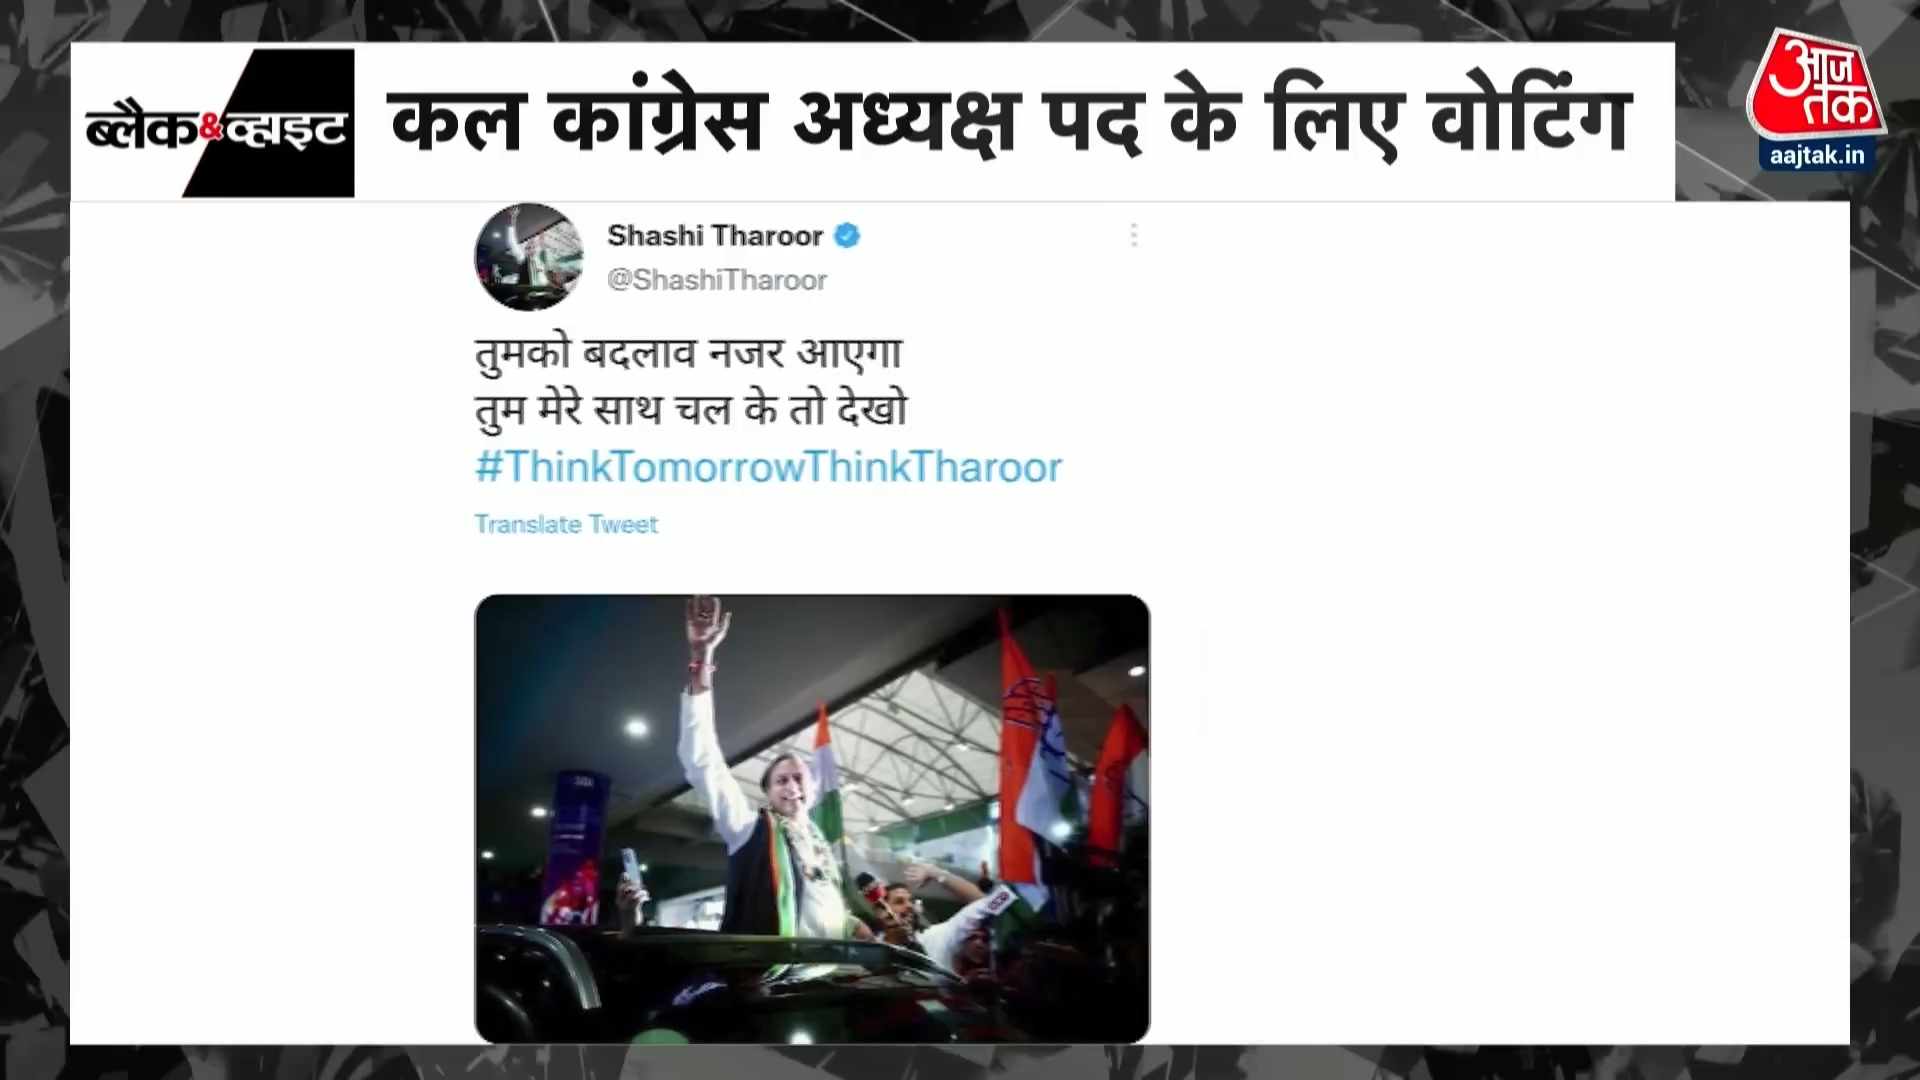 ब्लैक&व्हाइट
कल कांग्रेस अध्यक्ष पद के लिए वोटिंग
आज
तक
aajtak.in
Shashi Tharoor
@ShashiTharoor
तुमको बदलाव नजर आएगा
तुम मेरे साथ चल के तो देखो
#ThinkTomorrowThinkTharoor
Translate Tweet